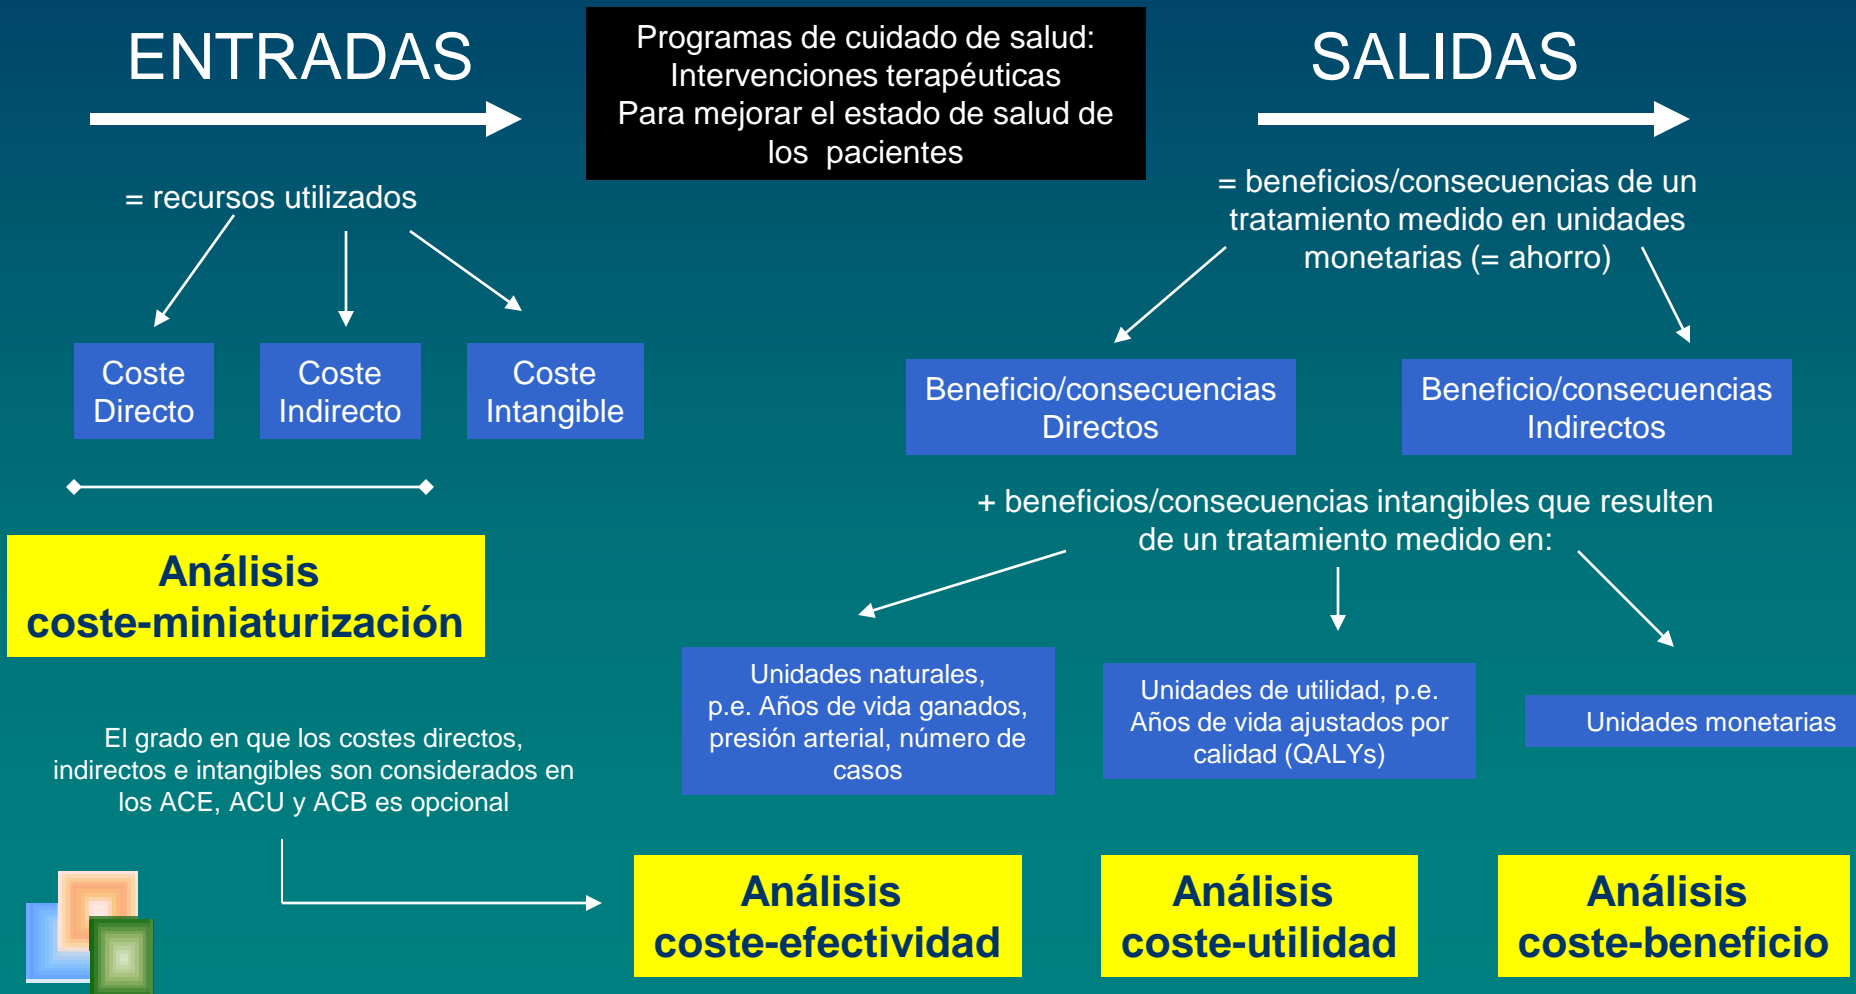 ENTRADAS
Programas de cuidado de salud:
Intervenciones terapéuticas
Para mejorar el estado de salud de
los pacientes
SALIDAS
= recursos utilizados
= beneficios/consecuencias de un
tratamiento medido en unidades
monetarias (= ahorro)
Coste
Directo
Coste
Indirecto
Coste
Intangible
Beneficio/consecuencias
Directos
Beneficio/consecuencias
Indirectos
+ beneficios/consecuencias intangibles que resulten
de un tratamiento medido en:
Análisis
coste-miniaturización
Unidades naturales,
p.e. Años de vida ganados,
presión arterial, número de
casos
Unidades de utilidad, p.e.
Años de vida ajustados por
calidad (QALYs)
Unidades monetarias
El grado en que los costes directos,
indirectos e intangibles son considerados en
los ACE, ACU y ACB es opcional
Análisis
coste-efectividad
Análisis
coste-utilidad
Análisis
coste-beneficio